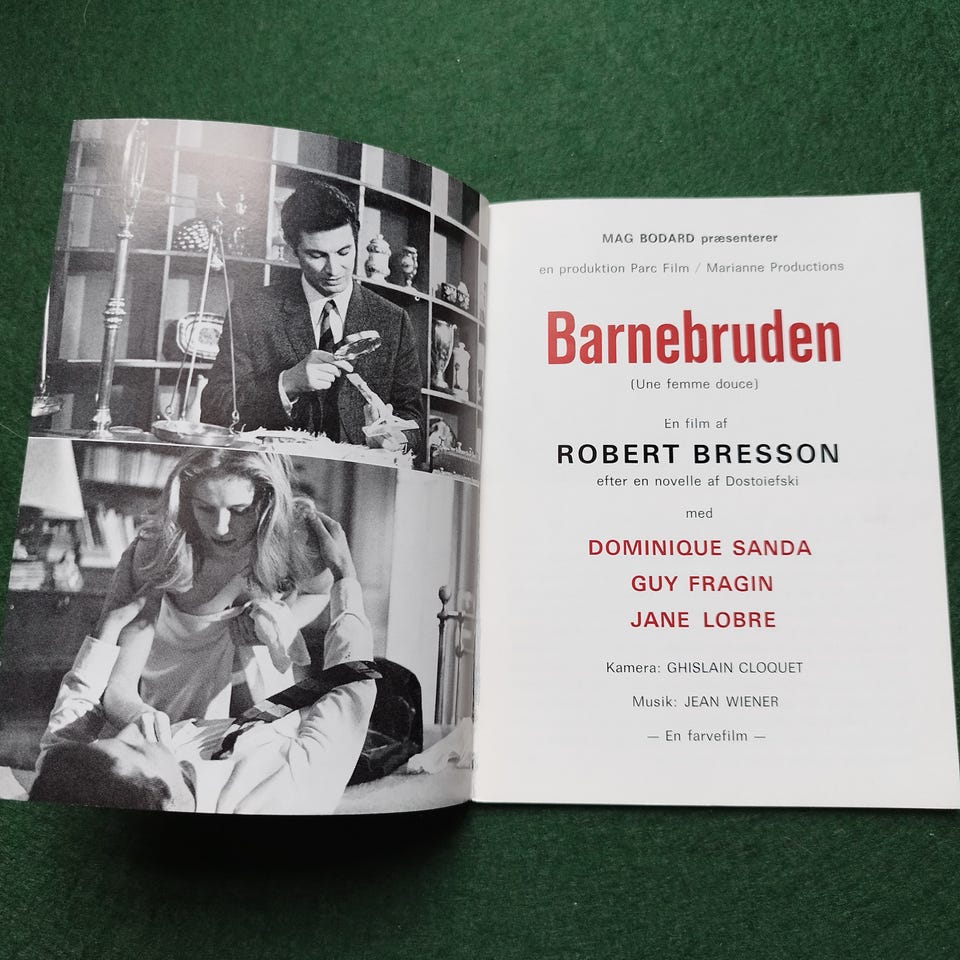 MAG BODARD præsenterer
en produktion Parc Film / Marianne Productions
Barnebruden
(Une femme douce)
En film af
ROBERT BRESSON
efter en novelle af Dostoiefski
med
DOMINIQUE SANDA
GUY FRAGIN
JANE LOBRE
Kamera: GHISLAIN CLOQUET
Musik: JEAN WIENER
— En farvefilm —